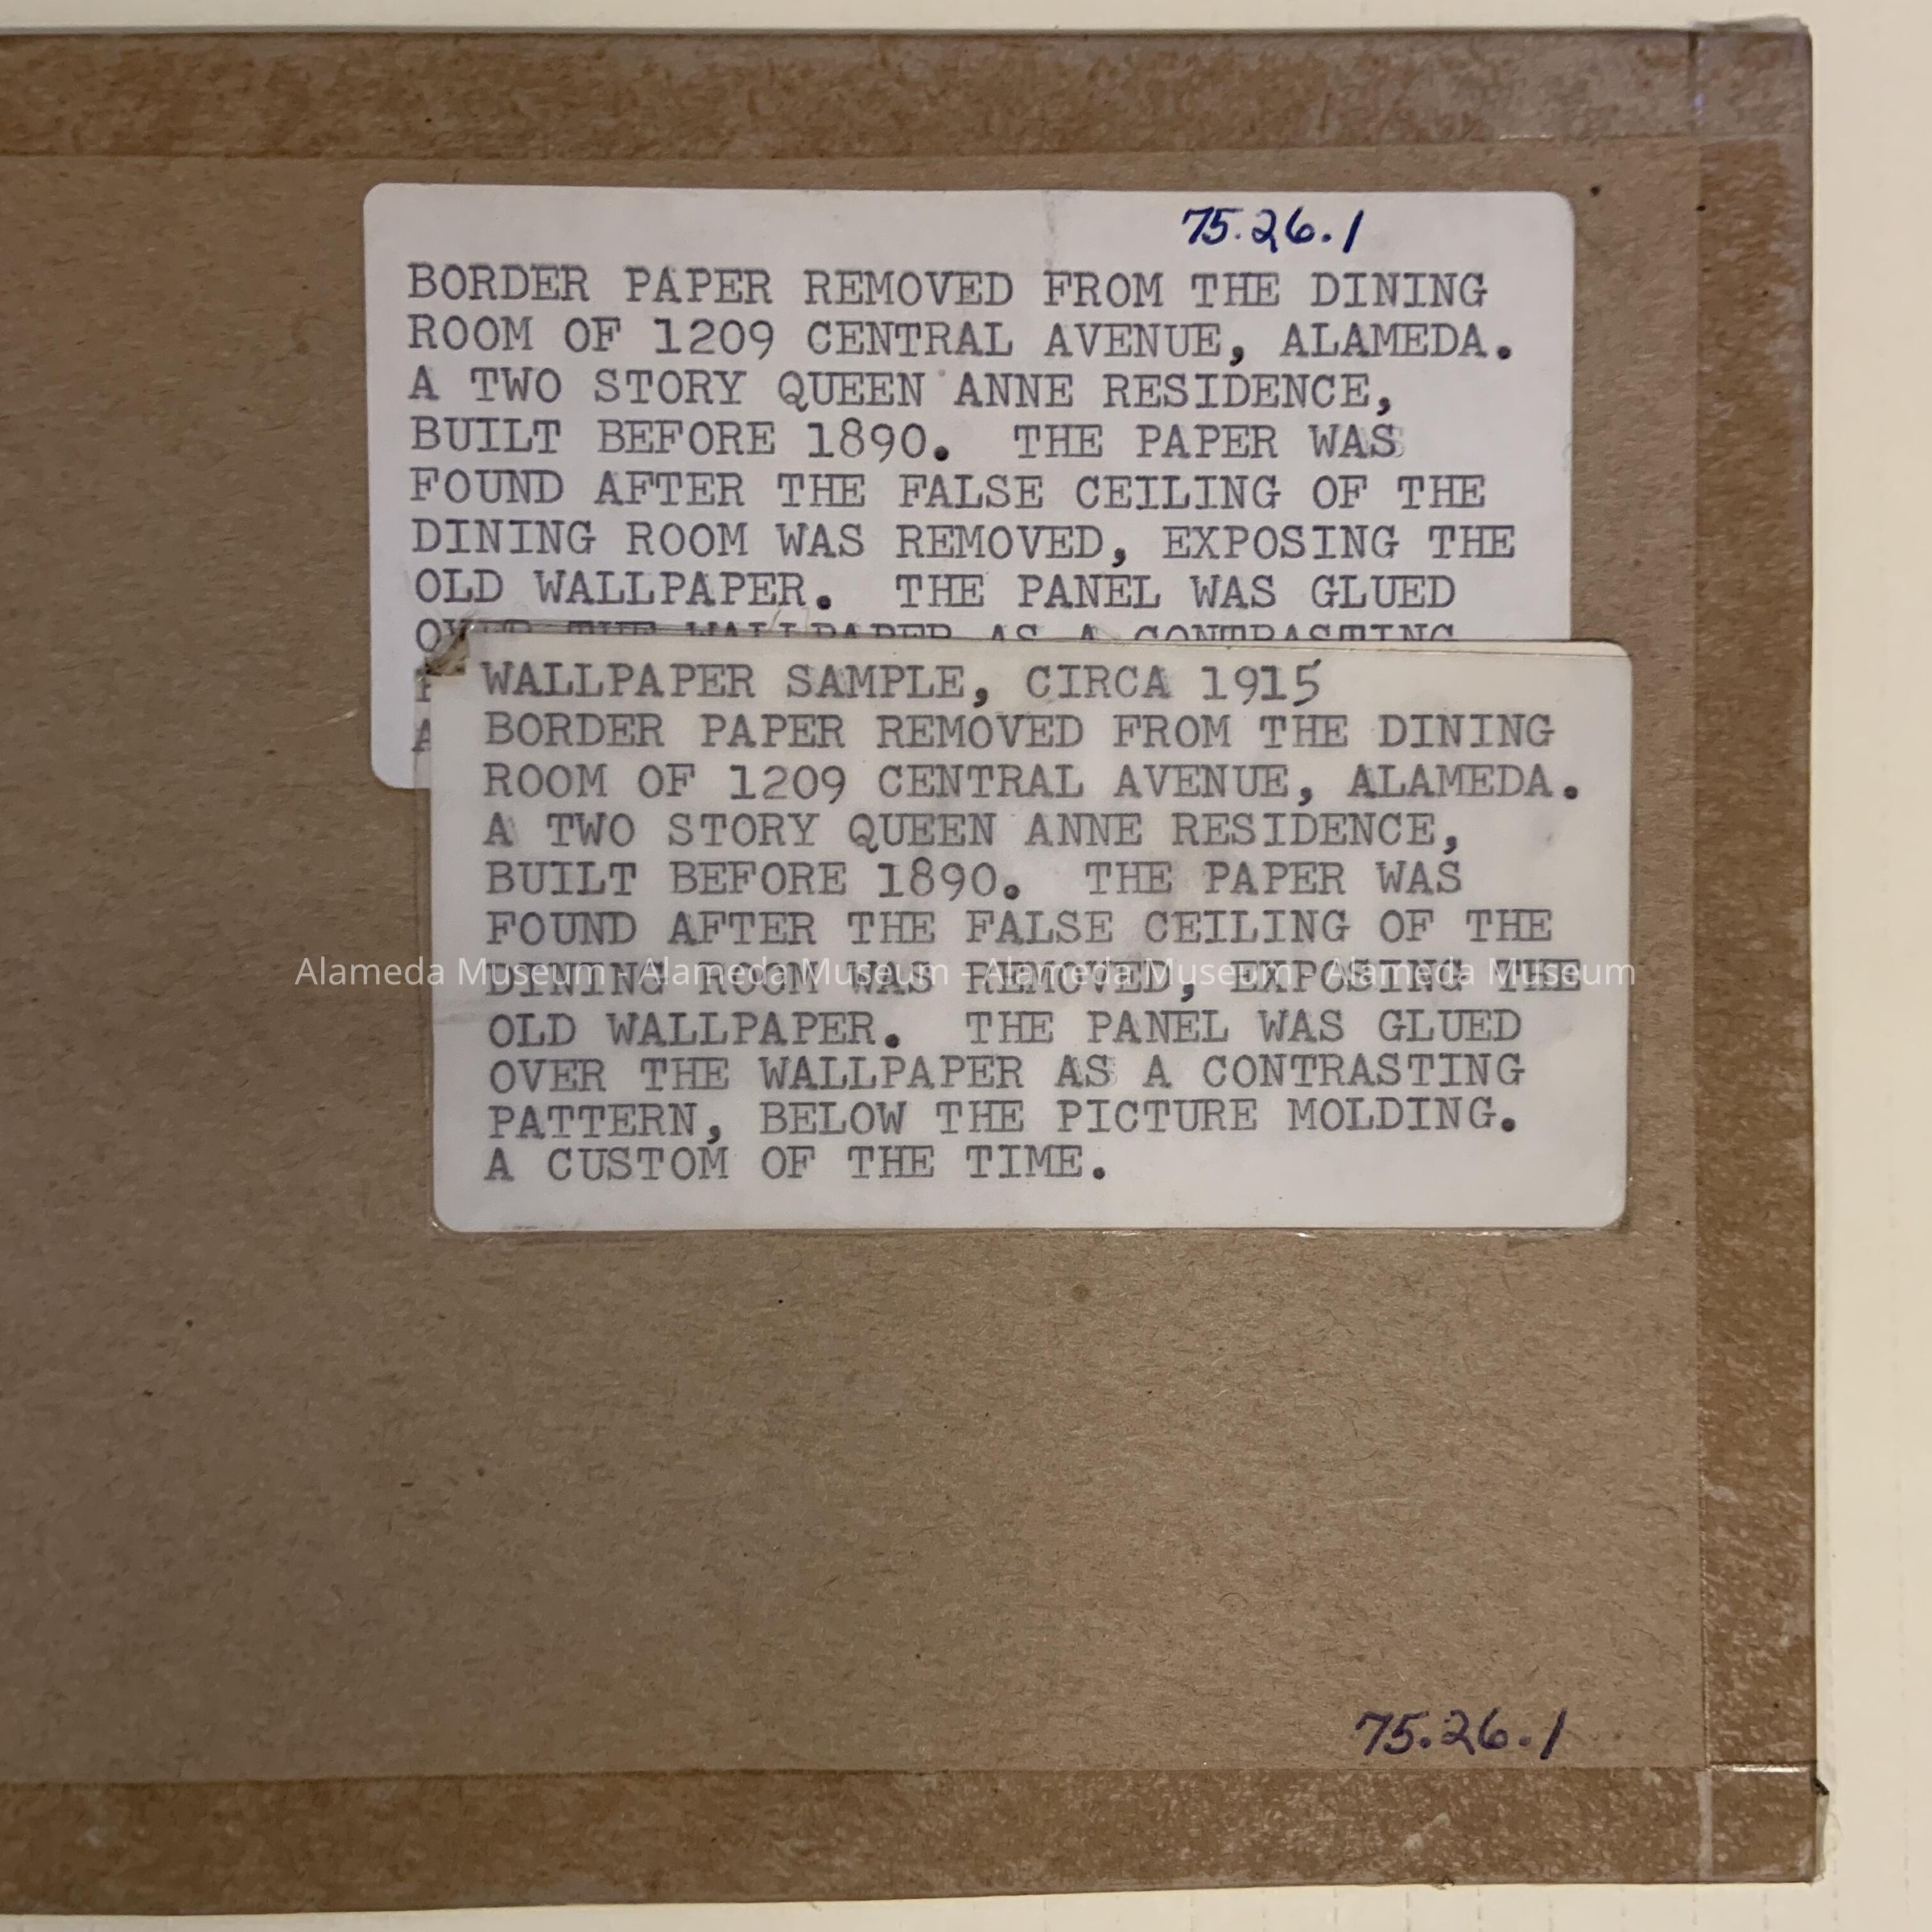 75.26.1
BORDER PAPER REMOVED FROM THE DINING
ROOM OF 1209 CENTRAL AVENUE, ALAMEDA.
A TWO STORY QUEEN ANNE RESIDENCE,
BUILT BEFORE 1890. THE PAPER WAS
FOUND AFTER THE FALSE CEILING OF THE
DINING ROOM WAS REMOVED, EXPOSING THE
OLD WALLPAPER. THE PANEL WAS GLUED
OVER THE WALLPAPER AS A CONTRASTING
WALLPAPER SAMPLE, CIRCA 1915
BORDER PAPER REMOVED FROM THE DINING
ROOM OF 1209 CENTRAL AVENUE, ALAMEDA.
A TWO STORY QUEEN ANNE RESIDENCE,
BUILT BEFORE 1890. THE PAPER WAS
FOUND AFTER THE FALSE CEILING OF THE
DINING ROOM WAS REMOVED, EXPOSING THE
Alameda Museum - Alameda Museum - Alameda Museum - Alameda Museum
OLD WALLPAPER. THE PANEL WAS GLUED
OVER THE WALLPAPER AS A CONTRASTING
PATTERN, BELOW THE PICTURE MOLDING.
A CUSTOM OF THE TIME.
75.26.1